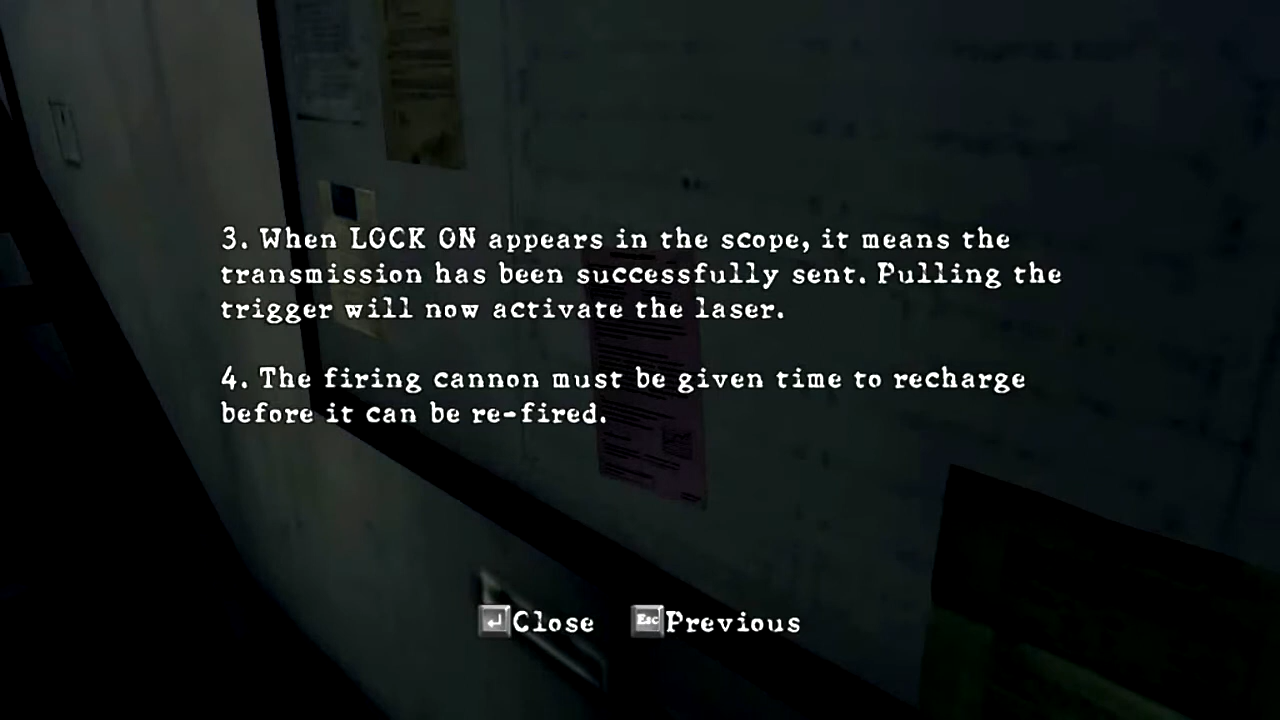 3. When LOCK ON appears in the scope, it means the
transmission has been successfully sent. Pulling the
trigger will now activate the laser.
4. The firing cannon must be given time to recharge
before it can be re-fired.
Close Esc Previous